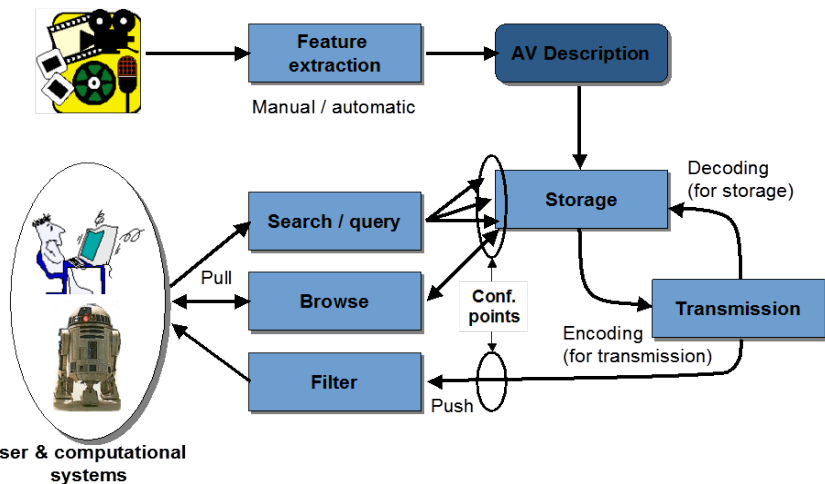 Feature
extraction
AV Description
Manual / automatic
Decoding
(for storage)
Search / query
Storage
Pull
Browse
Conf.
points
Transmission
Encoding
(for transmission)
Filter
Push
ser & computational
systems